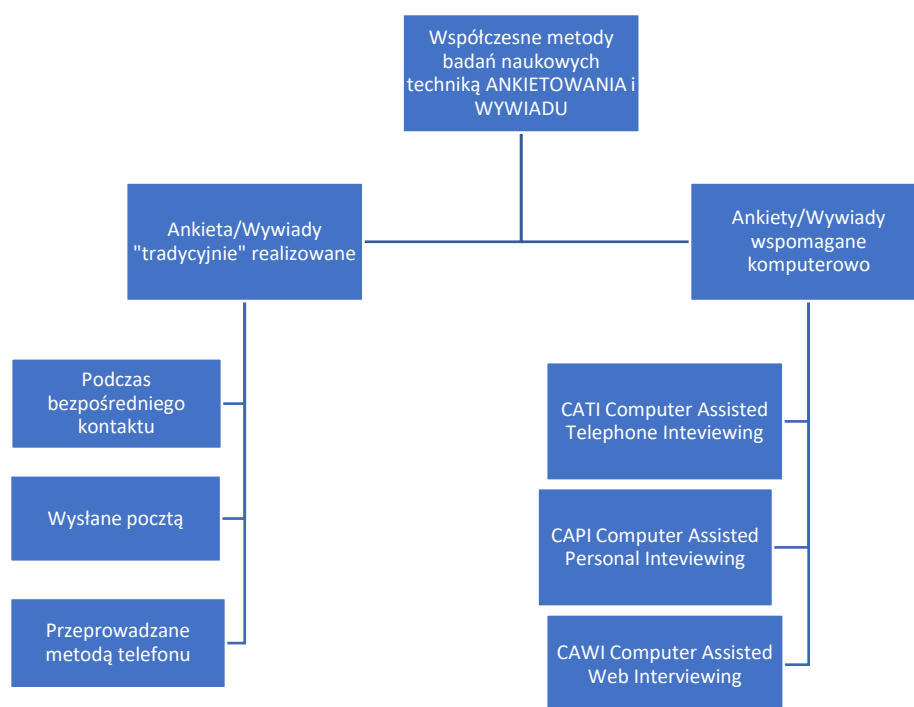 Współczesne metody
badań naukowych
techniką ANKIETOWANIA i
WYWIADU
Ankieta/Wywiady
"tradycyjnie" realizowane
Ankiety/Wywiady
wspomagane
komputerowo
Podczas
bezpośredniego
kontaktu
Wysłane pocztą
Przeprowadzane
metodą telefonu
CATI Computer Assisted
Telephone Inteviewing
CAPI Computer Assisted
Personal Inteviewing
CAWI Computer Assisted
Web Interviewing